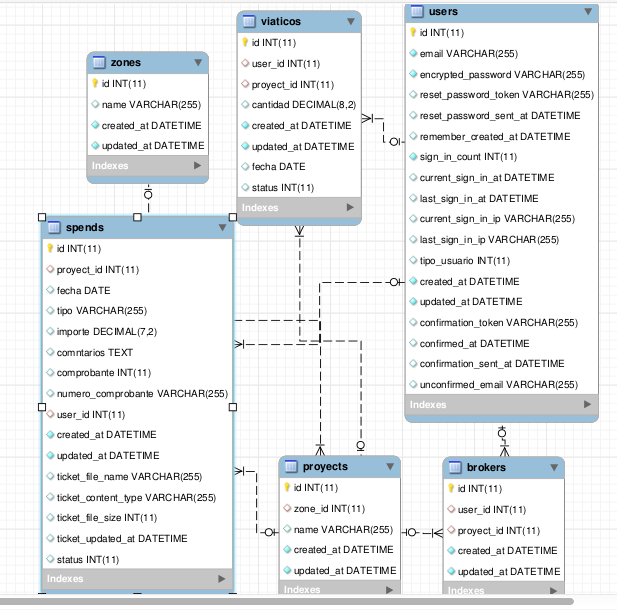 zones
id INT(11)
name VARCHAR(255)
created_at DATETIME
updated_at DATETIME
Indexes
viaticos
id INT(11)
user_id INT(11)
proyect_id INT(11)
cantidad DECIMAL(8,2)
created_at DATETIME
updated_at DATETIME
fecha DATE
status INT(11)
Indexes
users
id INT(11)
email VARCHAR(255)
encrypted_password VARCHAR(255)
reset_password_token VARCHAR(255)
reset_password_sent_at DATETIME
remember_created_at DATETIME
sign_in_count INT(11)
current_sign_in_at DATETIME
last_sign_in_at DATETIME
current_sign_in_ip VARCHAR(255)
last_sign_in_ip VARCHAR(255)
tipo_usuario INT(11)
created_at DATETIME
updated_at DATETIME
confirmation_token VARCHAR(255)
confirmed_at DATETIME
confirmation_sent_at DATETIME
unconfirmed_email VARCHAR(255)
Indexes
spends
id INT(11)
proyect_id INT(11)
fecha DATE
tipo VARCHAR(255)
importe DECIMAL(7,2)
comntarios TEXT
comprobante INT(11)
numero_comprobante VARCHAR(255)
user_id INT(11)
created_at DATETIME
updated_at DATETIME
ticket_file_name VARCHAR(255)
ticket_content_type VARCHAR(255)
ticket_file_size INT(11)
ticket_updated_at DATETIME
status INT(11)
Indexes
proyects
id INT(11)
zone_id INT(11)
name VARCHAR(255)
created_at DATETIME
updated_at DATETIME
Indexes
brokers
id INT(11)
user_id INT(11)
proyect_id INT(11)
created_at DATETIME
updated_at DATETIME
Indexes